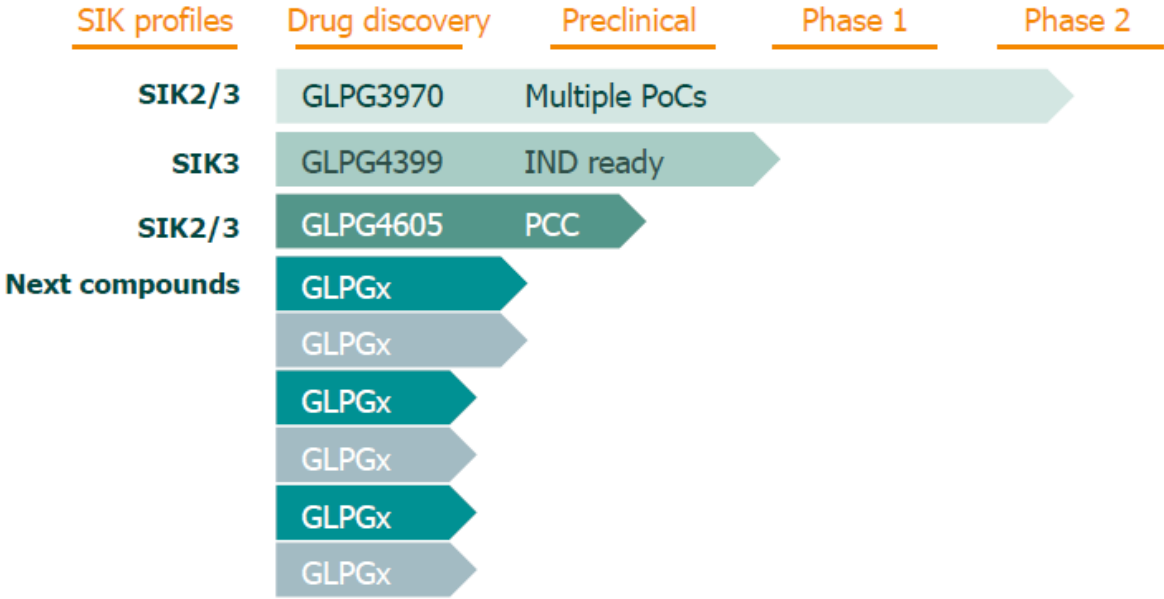 SIK profiles Drug discovery Preclinical Phase 1 Phase 2
SIK2/3 GLPG3970 Multiple PoCs
SIK3 GLPG4399 IND ready
SIK2/3 GLPG4605 PCC
Next compounds GLPGx
GLPGx
GLPGx
GLPGx
GLPGx
GLPGx